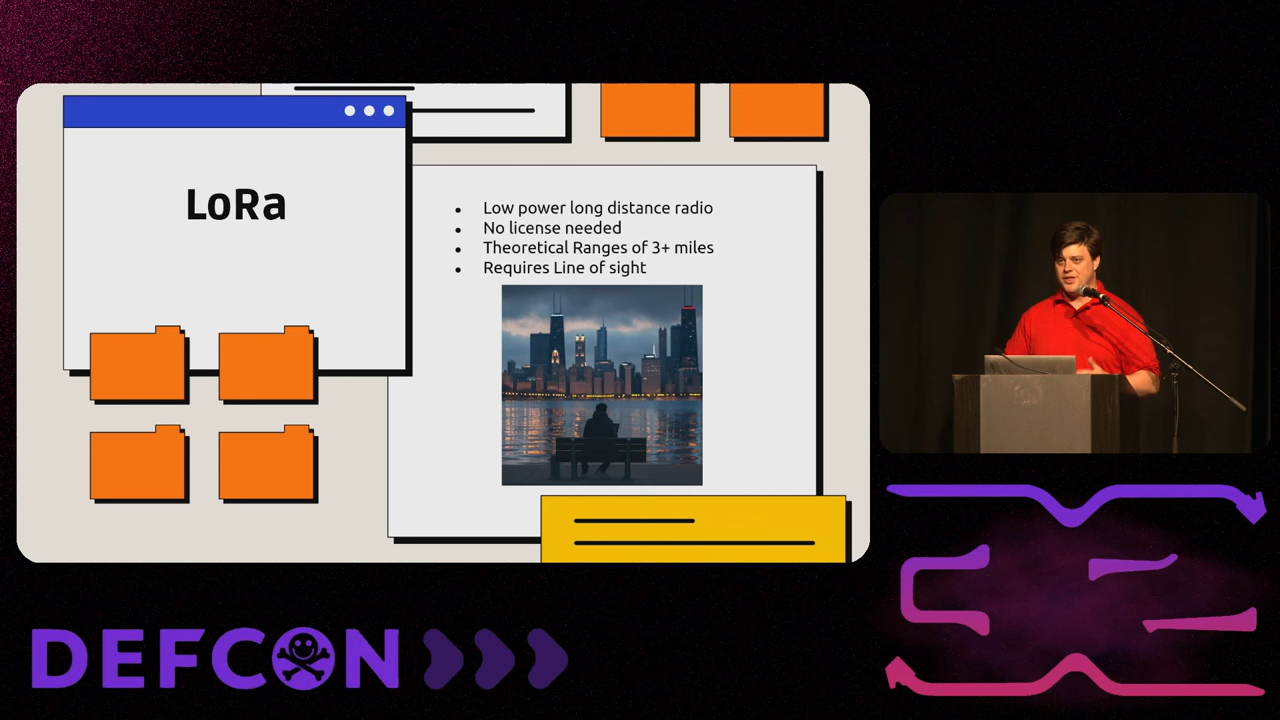 LoRa
Low power long distance radio
No license needed
Theoretical Ranges of 3+ miles
Requires Line of sight
DEFCON